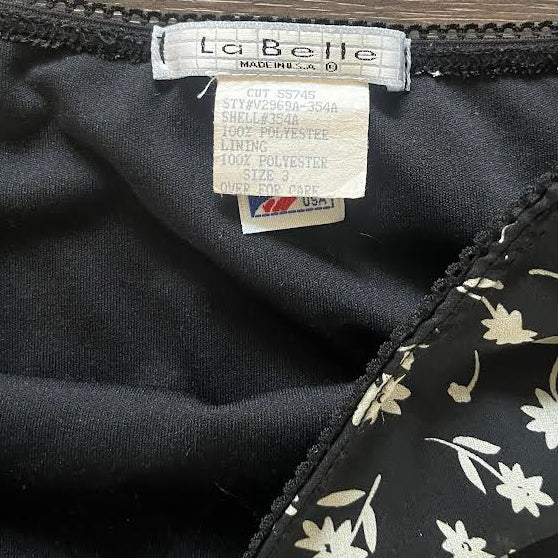 La Belle
MADE IN U.S.A ©
CUT 55745
STY#V2969A-354A
SHELL#354A
100% POLYESTER
LINING
100% POLYESTER
SIZE 3
OVER FOR CARE
USA